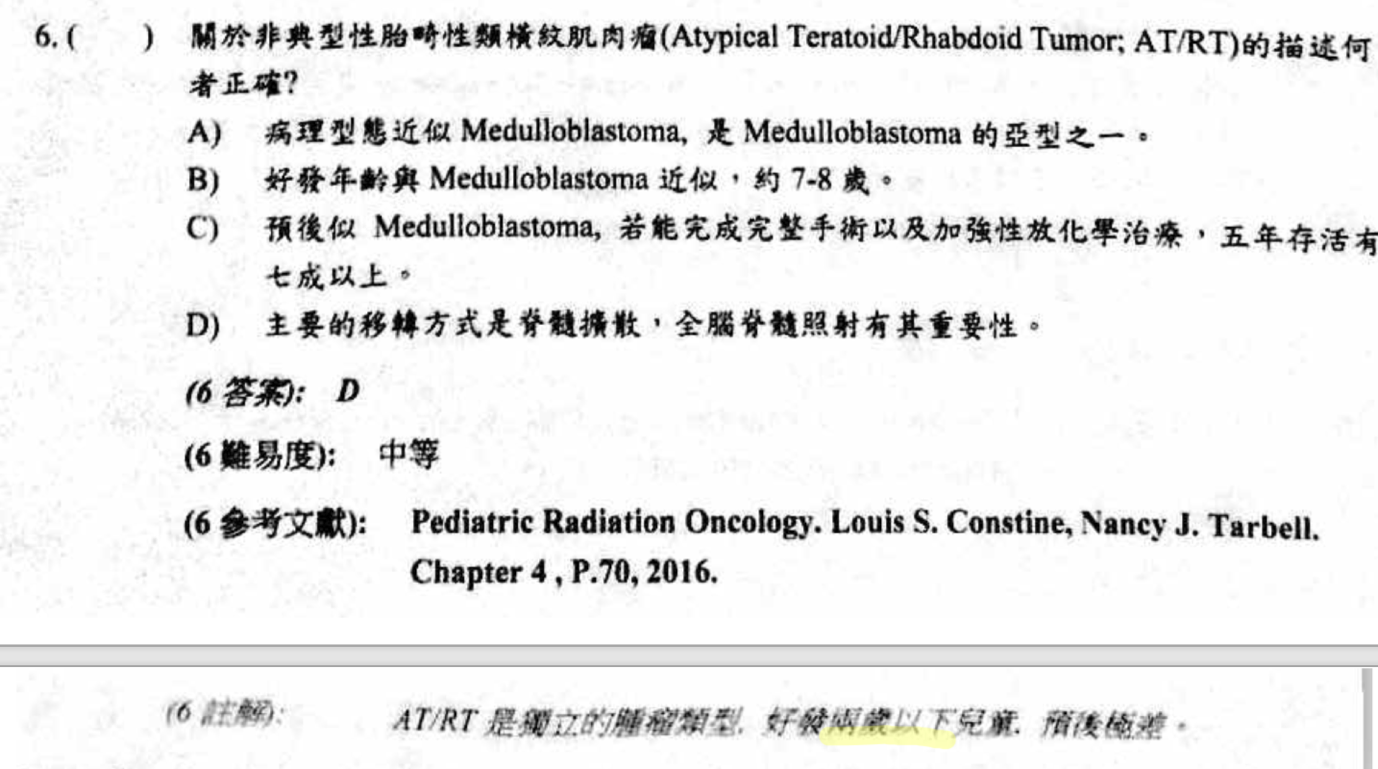 6. ( ) 關於非典型性胎畸性類橫紋肌肉瘤(Atypical Teratoid/Rhabdoid Tumor; AT/RT)的描述何
者正確?
A) 病理型態近似 Medulloblastoma, 是 Medulloblastoma 的亞型之一。
B) 好發年齡與 Medulloblastoma 近似，約 7-8 歲。
C) 預後似 Medulloblastoma, 若能完成完整手術以及加強性放化學治療，五年存活有
七成以上。
D) 主要的移轉方式是脊髓擴散，全腦脊髓照射有其重要性。
(6 答案): D
(6 難易度): 中等
(6 參考文獻): Pediatric Radiation Oncology. Louis S. Constine, Nancy J. Tarbell.
Chapter 4 , P.70, 2016.
(6 註解): AT/RT 是獨立的腫瘤類型. 好發兩歲以下兒童. 預後極差。